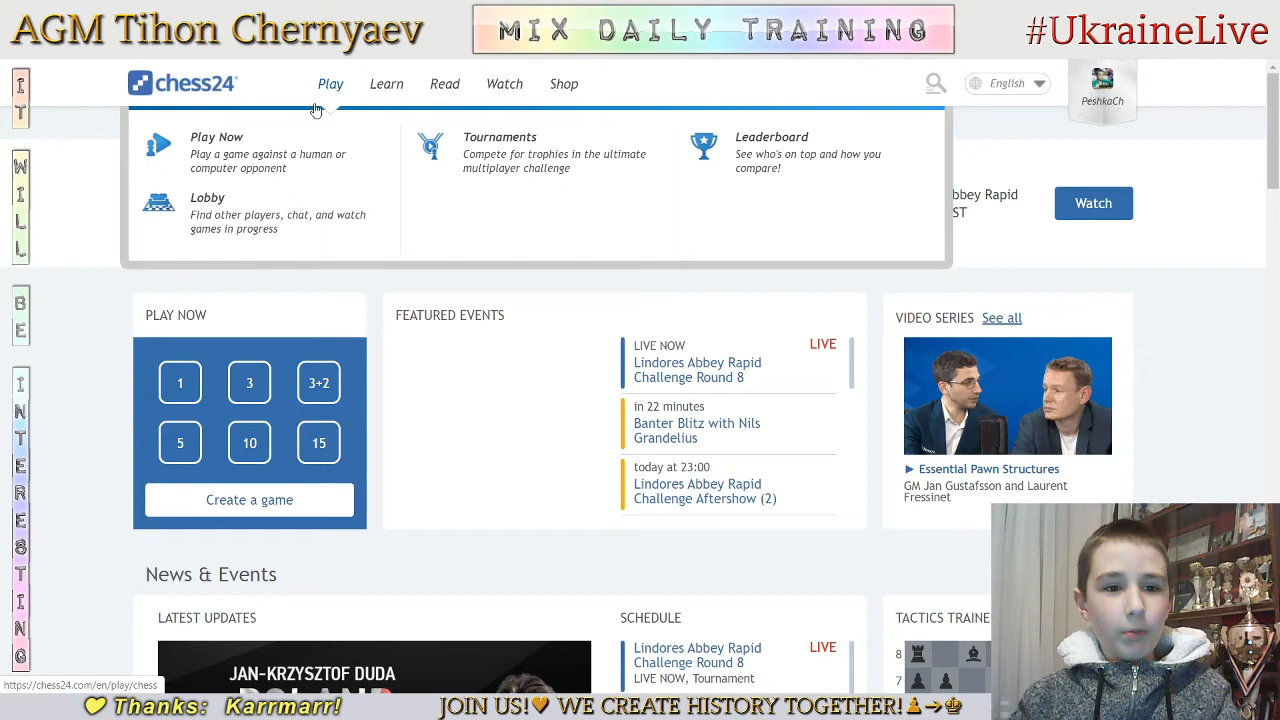 AGM Tihon Chernyaev
MIX DAILY TRAINING
#UkraineLive
IT
WILL
BE
INTERESTING
chess24
Play
Learn
Read
Watch
Shop
English
PeshkaCh
Play Now
Play a game against a human or
computer opponent
Lobby
Find other players, chat, and watch
games in progress
Tournaments
Compete for trophies in the ultimate
multiplayer challenge
Leaderboard
See who's on top and how you
compare!
bbey Rapid
ST
Watch
PLAY NOW
1
3
3+2
5
10
15
Create a game
FEATURED EVENTS
LIVE NOW
LIVE
Lindores Abbey Rapid
Challenge Round 8
in 22 minutes
Banter Blitz with Nils
Grandelius
today at 23:00
Lindores Abbey Rapid
Challenge Aftershow (2)
VIDEO SERIES See all
Essential Pawn Structures
GM Jan Gustafsson and Laurent
Fressinet
News & Events
LATEST UPDATES
JAN-KRZYSZTOF DUDA
SCHEDULE
Lindores Abbey Rapid
Challenge Round 8
LIVE
LIVE NOW, Tournament
TACTICS TRAINE
8
7
https://chess24.com/en/play/chess
Thanks: Karrmarr!
JOIN US! WE CREATE HISTORY TOGETHER!